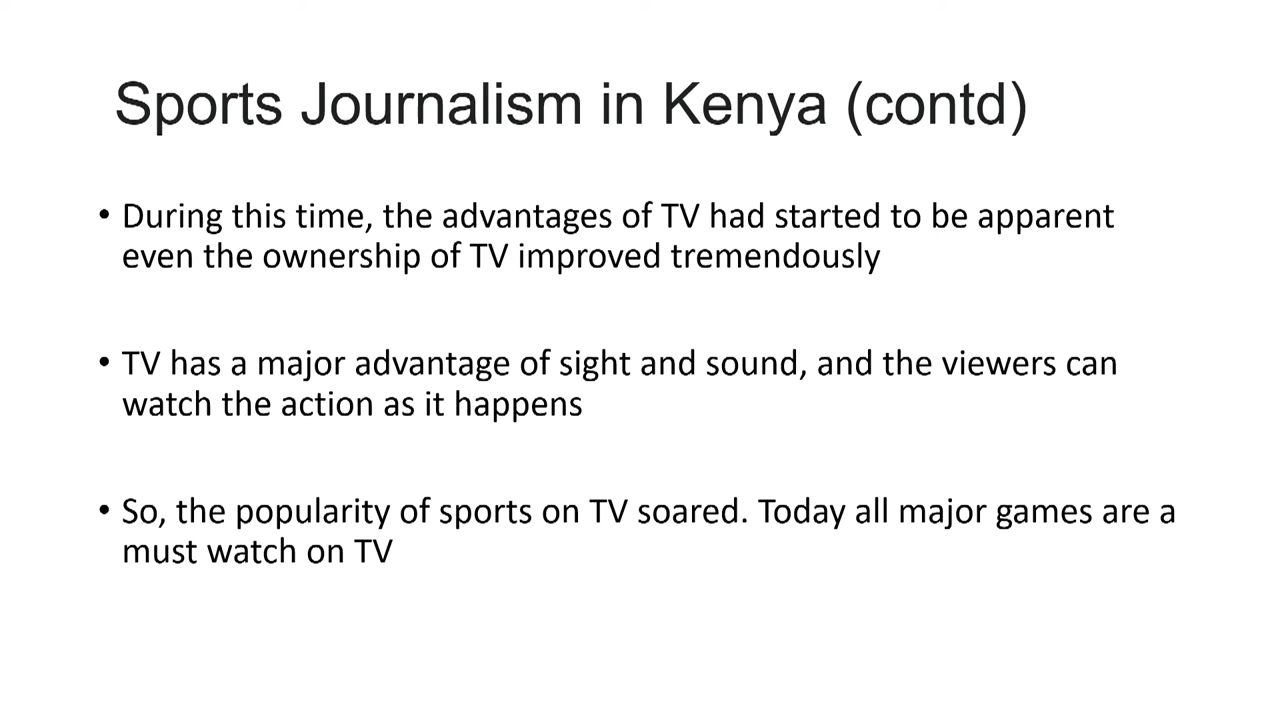 Sports Journalism in Kenya (contd)
• During this time, the advantages of TV had started to be apparent
even the ownership of TV improved tremendously
• TV has a major advantage of sight and sound, and the viewers can
watch the action as it happens
• So, the popularity of sports on TV soared. Today all major games are a
must watch on TV